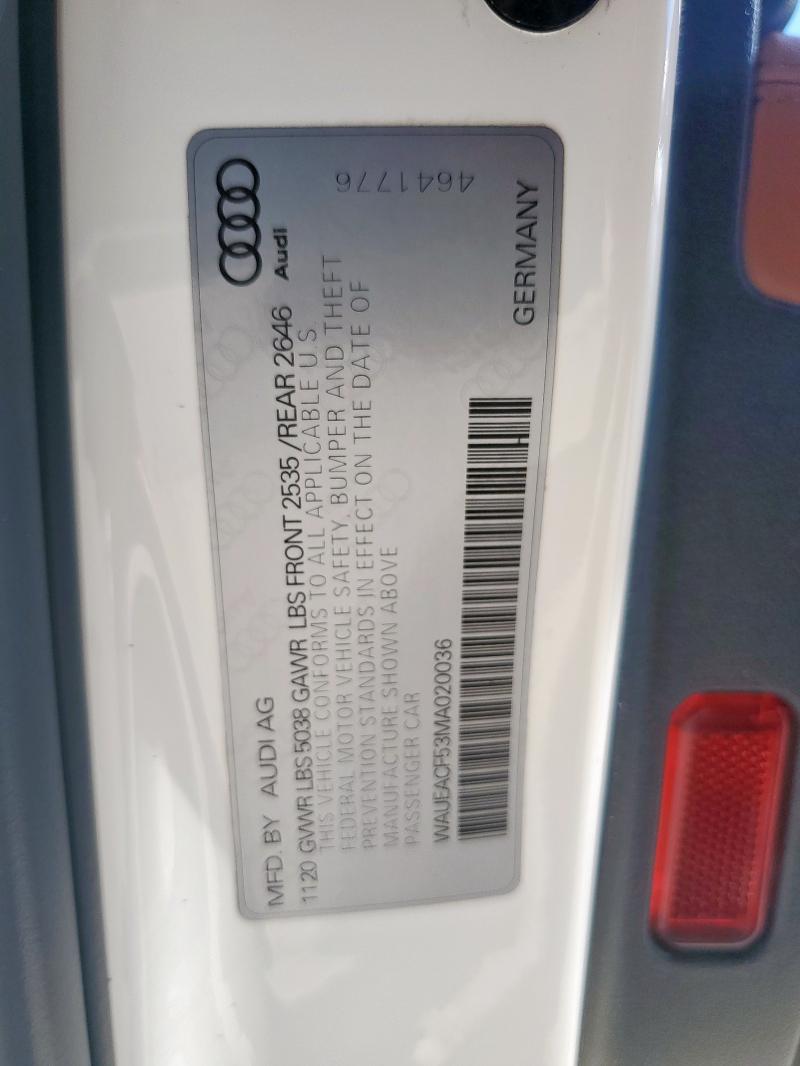 Audi
MFD. BY AUDI AG
1120 GVWR LBS 5038 GAWR LBS FRONT 2535 /REAR 2646
THIS VEHICLE CONFORMS TO ALL APPLICABLE U.S.
FEDERAL MOTOR VEHICLE SAFETY, BUMPER AND THEFT
PREVENTION STANDARDS IN EFFECT ON THE DATE OF
MANUFACTURE SHOWN ABOVE
PASSENGER CAR
WAUEACF53MA020036
H
GERMANY
4641776